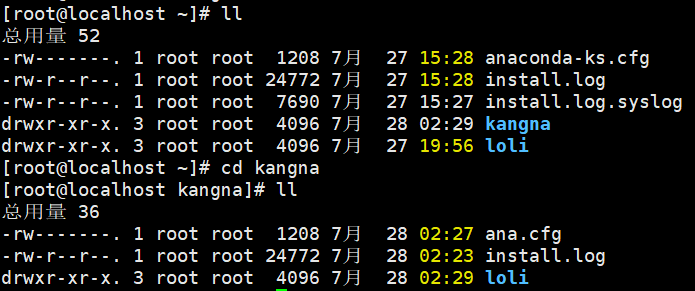 [root@localhost ~]# ll
总用量 52
-rw-------. 1 root root  1208 7月  27 15:28 anaconda-ks.cfg
-rw-r--r--. 1 root root 24772 7月  27 15:28 install.log
-rw-r--r--. 1 root root  7690 7月  27 15:27 install.log.syslog
drwxr-xr-x. 3 root root  4096 7月  28 02:29 kangna
drwxr-xr-x. 3 root root  4096 7月  27 19:56 loli
[root@localhost ~]# cd kangna
[root@localhost kangna]# ll
总用量 36
-rw-------. 1 root root  1208 7月  28 02:27 ana.cfg
-rw-r--r--. 1 root root 24772 7月  28 02:23 install.log
drwxr-xr-x. 3 root root  4096 7月  28 02:29 loli